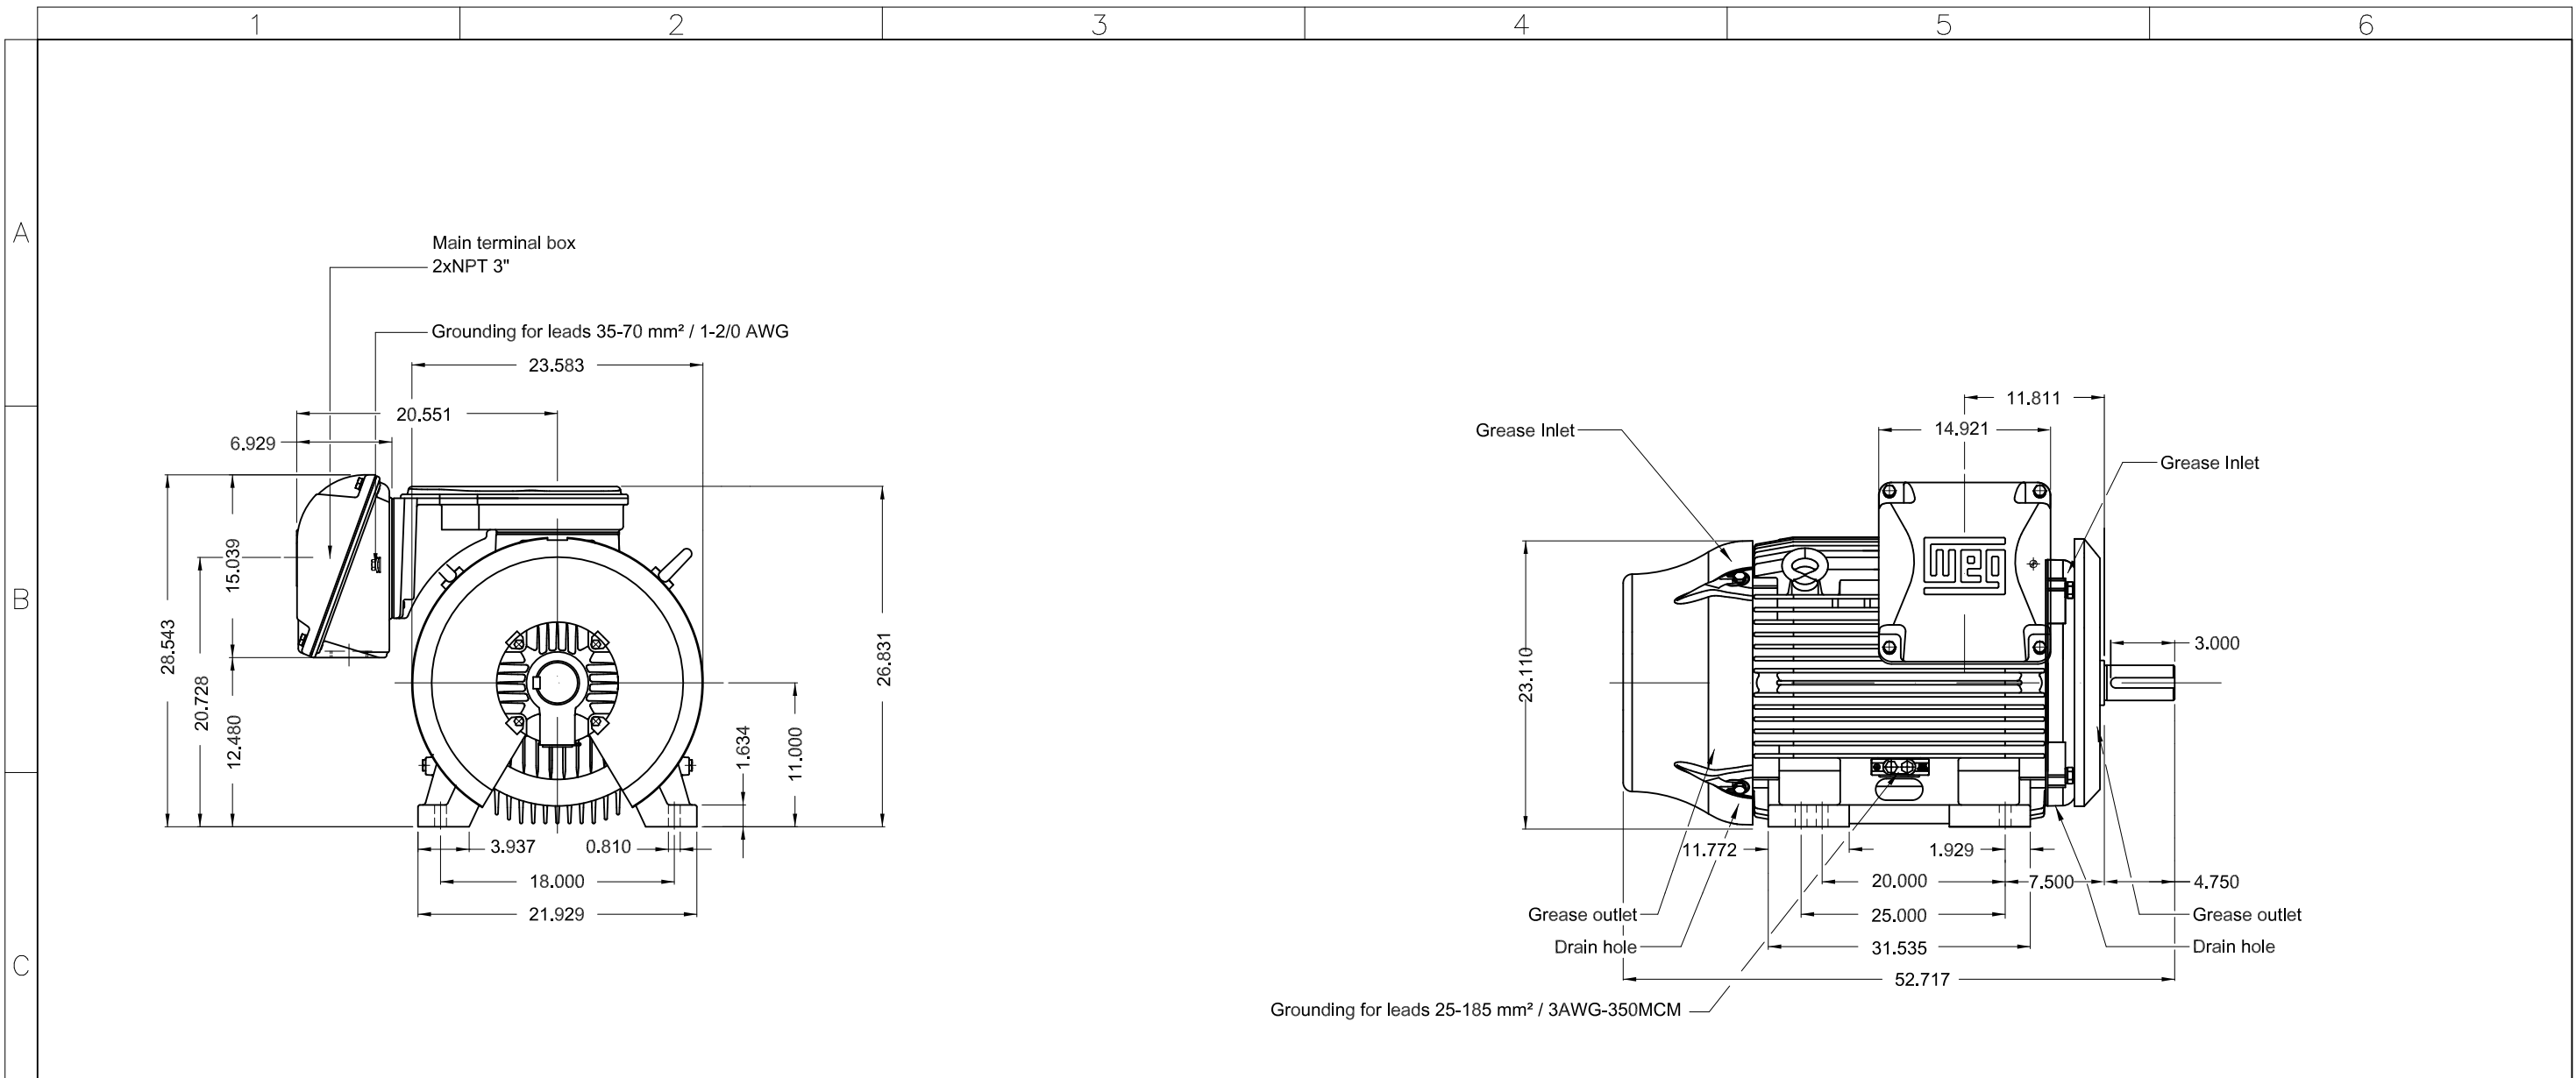 1
2
3
4
5
6
A
B
C
Main terminal box
2xNPT 3"
Grounding for leads 35-70 mm² / 1-2/0 AWG
23.583
20.551
6.929
15.039
28.543
20.728
12.480
26.831
1.634
11.000
3.937
0.810
18.000
21.929
11.811
14.921
Grease Inlet
Grease Inlet
weg
3.000
23.110
11.772
1.929
20.000
7.500
4.750
Grease outlet
25.000
Grease outlet
Drain hole
31.535
Drain hole
52.717
Grounding for leads 25-185 mm² / 3AWG-350MCM